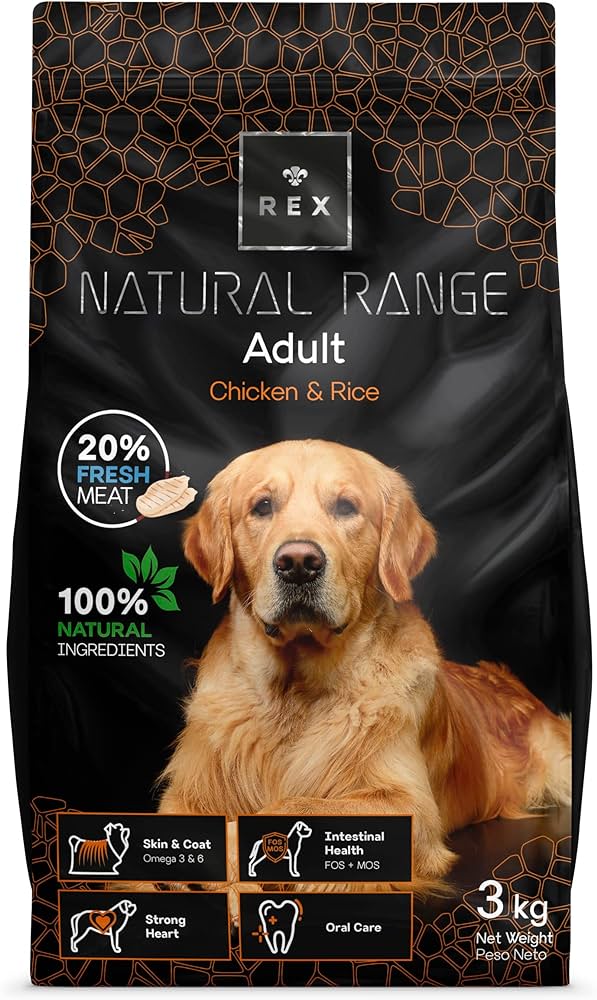 REX
NATURAL RANGE
Adult
Chicken & Rice
20%
FRESH
MEAT
100%
NATURAL
INGREDIENTS
Skin & Coat
Omega 3 & 6
FOS
MOS
Intestinal
Health
FOS + MOS
Strong
Heart
Oral Care
3 kg
Net Weight
Peso Neto